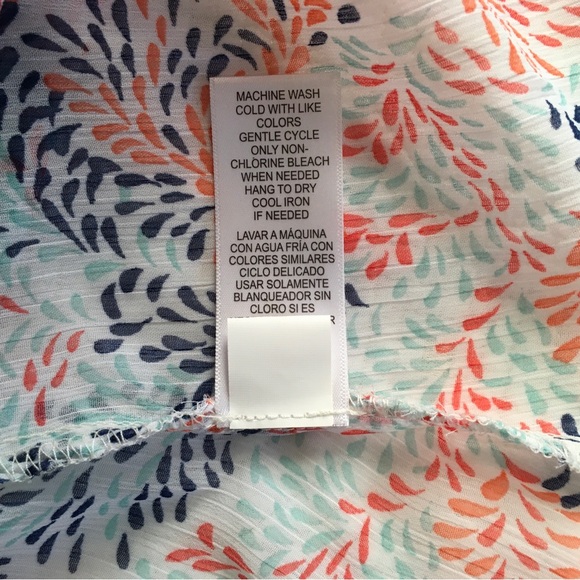 MACHINE WASH
COLD WITH LIKE
COLORS
GENTLE CYCLE
ONLY NON-
CHLORINE BLEACH
WHEN NEEDED
HANG TO DRY
COOL IRON
IF NEEDED
LAVAR A MÁQUINA
CON AGUA FRÍA CON
COLORES SIMILARES
CICLO DELICADO
USAR SOLAMENTE
BLANQUEADOR SIN
CLORO SI ES